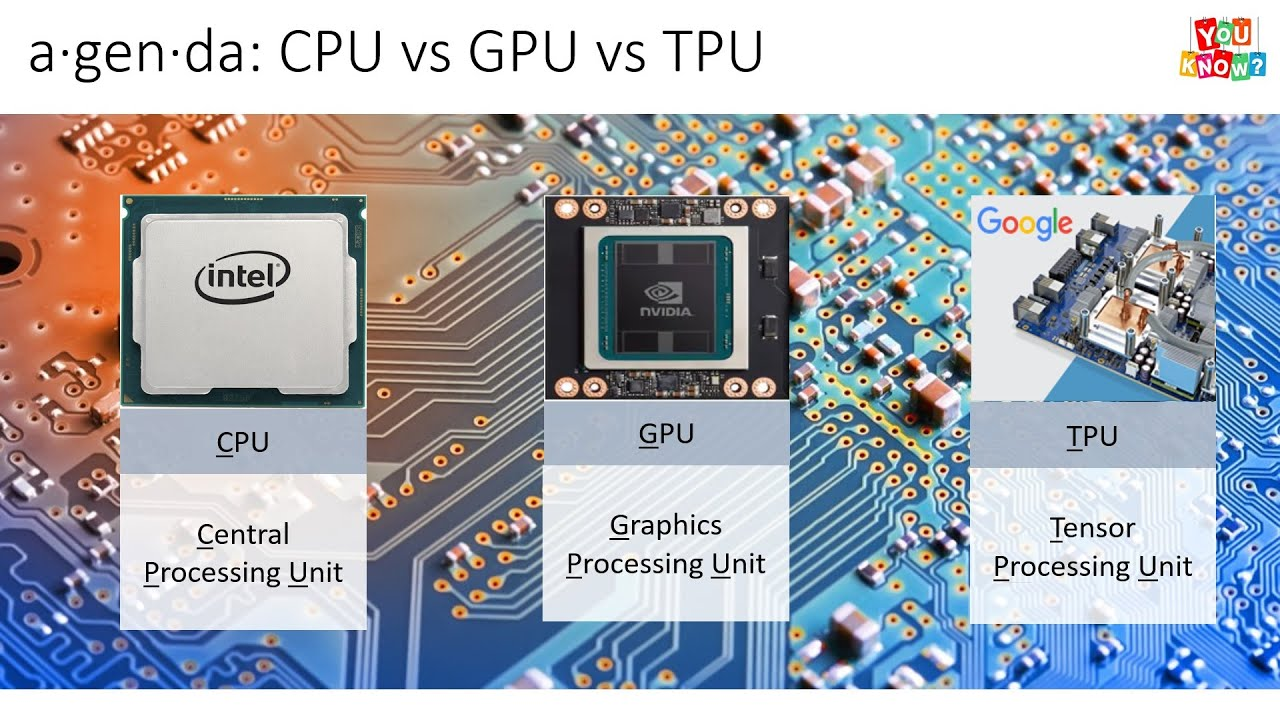 a·gen·da: CPU vs GPU vs TPU
YOU
KNOW?
intel
CPU
Central
Processing Unit
NVIDIA
GPU
Graphics
Processing Unit
Google
TPU
Tensor
Processing Unit